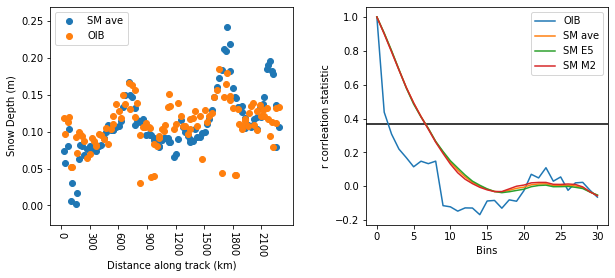 SM ave
OIB
0.25
0.20
0.15
0.10
0.05
0.00
Snow Depth (m)
0
300
600
900
1200
1500
1800
2100
Distance along track (km)
OIB
SM ave
SM E5
SM M2
1.0
0.8
0.6
0.4
0.2
0.0
−0.2
r corrleation statistic
0
5
10
15
20
25
30
Bins